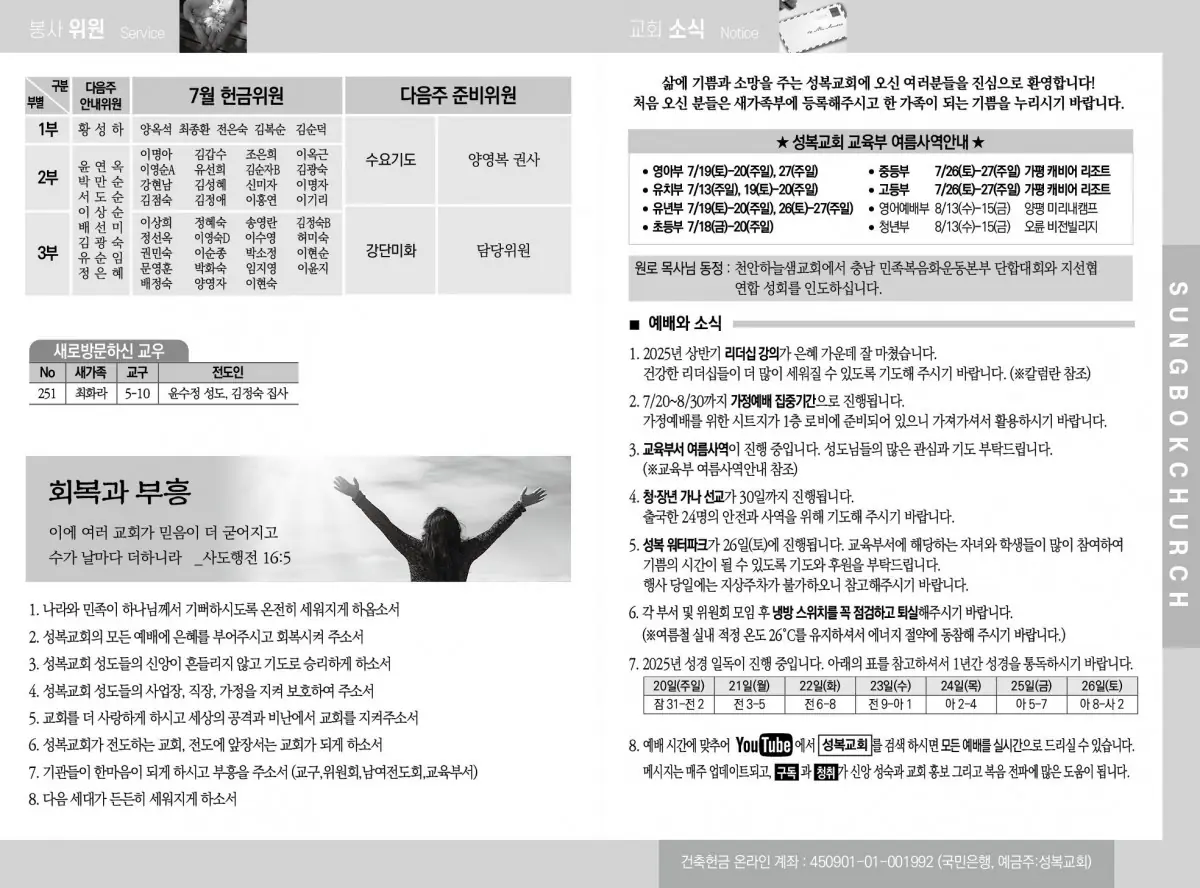 봉사 위원 Service
구분
부별
다음주
안내위원
7월 헌금위원
다음주 준비위원
1부
황 성 하
양옥석 최종환 전은숙 김복순 김순덕
2부
3부
윤 연 옥
박 만 순
서 도 순
이 상 순
배 선 미
김 광 숙
유 순 임
정 은 혜
이명아 김갑수 조은희 이옥근
이영순A 유선희 김순자B 김광숙
강현남 김성혜 신미자 이명자
김점숙 김정애 이홍연 이기리
이상희 정혜숙 송영란 김정숙B
정선옥 이영숙D 이수영 허미숙
권민숙 이순종 박소정 이현순
문영훈 박화숙 임지영 이윤지
배정숙 양영자 이현숙
수요기도 양영복 권사
강단미화 담당위원
새로방문하신 교우
No 새가족 교구 전도인
251 최화라 5-10 윤수정 성도, 김정숙 집사
회복과 부흥
이에 여러 교회가 믿음이 더 굳어지고
수가 날마다 더하니라 _사도행전 16:5
1. 나라와 민족이 하나님께서 기뻐하시도록 온전히 세워지게 하옵소서
2. 성복교회의 모든 예배에 은혜를 부어주시고 회복시켜 주소서
3. 성복교회 성도들의 신앙이 흔들리지 않고 기도로 승리하게 하소서
4. 성복교회 성도들의 사업장, 직장, 가정을 지켜 보호하여 주소서
5. 교회를 더 사랑하게 하시고 세상의 공격과 비난에서 교회를 지켜주소서
6. 성복교회가 전도하는 교회, 전도에 앞장서는 교회가 되게 하소서
7. 기관들이 한마음이 되게 하시고 부흥을 주소서 (교구,위원회,남여전도회,교육부서)
8. 다음 세대가 든든히 세워지게 하소서
교회 소식 Notice
삶에 기쁨과 소망을 주는 성복교회에 오신 여러분들을 진심으로 환영합니다!
처음 오신 분들은 새가족부에 등록해주시고 한 가족이 되는 기쁨을 누리시기 바랍니다.
★ 성복교회 교육부 여름사역안내 ★
• 영아부 7/19(토)-20(주일), 27(주일)
• 유치부 7/13(주일), 19(토)-20(주일)
• 유년부 7/19(토)-20(주일), 26(토)-27(주일)
• 초등부 7/18(금)-20(주일)
• 중등부 7/26(토)-27(주일) 가평 캐비어 리조트
• 고등부 7/26(토)-27(주일) 가평 캐비어 리조트
• 영어예배부 8/13(수)-15(금) 양평 미리내캠프
• 청년부 8/13(수)-15(금) 오륜 비전빌리지
원로 목사님 동정 : 천안하늘샘교회에서 충남 민족복음화운동본부 단합대회와 지선협
연합 성회를 인도하십니다.
■ 예배와 소식
1. 2025년 상반기 리더십 강의가 은혜 가운데 잘 마쳤습니다.
건강한 리더십들이 더 많이 세워질 수 있도록 기도해 주시기 바랍니다. (※칼럼란 참조)
2. 7/20~8/30까지 가정예배 집중기간으로 진행됩니다.
가정예배를 위한 시트지가 1층 로비에 준비되어 있으니 가져가셔서 활용하시기 바랍니다.
3. 교육부서 여름사역이 진행 중입니다. 성도님들의 많은 관심과 기도 부탁드립니다.
(※교육부 여름사역안내 참조)
4. 청·장년 가나 선교가 30일까지 진행됩니다.
출국한 24명의 안전과 사역을 위해 기도해 주시기 바랍니다.
5. 성복 워터파크가 26일(토)에 진행됩니다. 교육부서에 해당하는 자녀와 학생들이 많이 참여하여
기쁨의 시간이 될 수 있도록 기도와 후원을 부탁드립니다.
행사 당일에는 지상주차가 불가하오니 참고해주시기 바랍니다.
6. 각 부서 및 위원회 모임 후 냉방 스위치를 꼭 점검하고 퇴실해주시기 바랍니다.
(※여름철 실내 적정 온도 26°C를 유지하셔서 에너지 절약에 동참해 주시기 바랍니다.)
7. 2025년 성경 일독이 진행 중입니다. 아래의 표를 참고하셔서 1년간 성경을 통독하시기 바랍니다.
20일(주일) 21일(월) 22일(화) 23일(수) 24일(목) 25일(금) 26일(토)
잠 31-전 2 전 3-5 전 6-8 전 9-아 1 아 2-4 아 5-7 아 8-사 2
8. 예배 시간에 맞추어 YouTube에서 성복교회를 검색 하시면 모든 예배를 실시간으로 드리실 수 있습니다.
메시지는 매주 업데이트되고, 구독 과 청취가 신앙 성숙과 교회 홍보 그리고 복음 전파에 많은 도움이 됩니다.
SUNGBOKCHURCH
건축헌금 온라인 계좌 : 450901-01-001992 (국민은행, 예금주:성복교회)